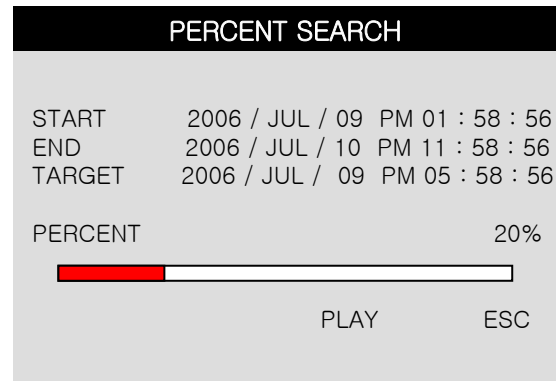 PERCENT SEARCH
START 2006 / JUL / 09 PM 01 : 58 : 56
END 2006 / JUL / 10 PM 11 : 58 : 56
TARGET 2006 / JUL / 09 PM 05 : 58 : 56
PERCENT 20%
PLAY ESC